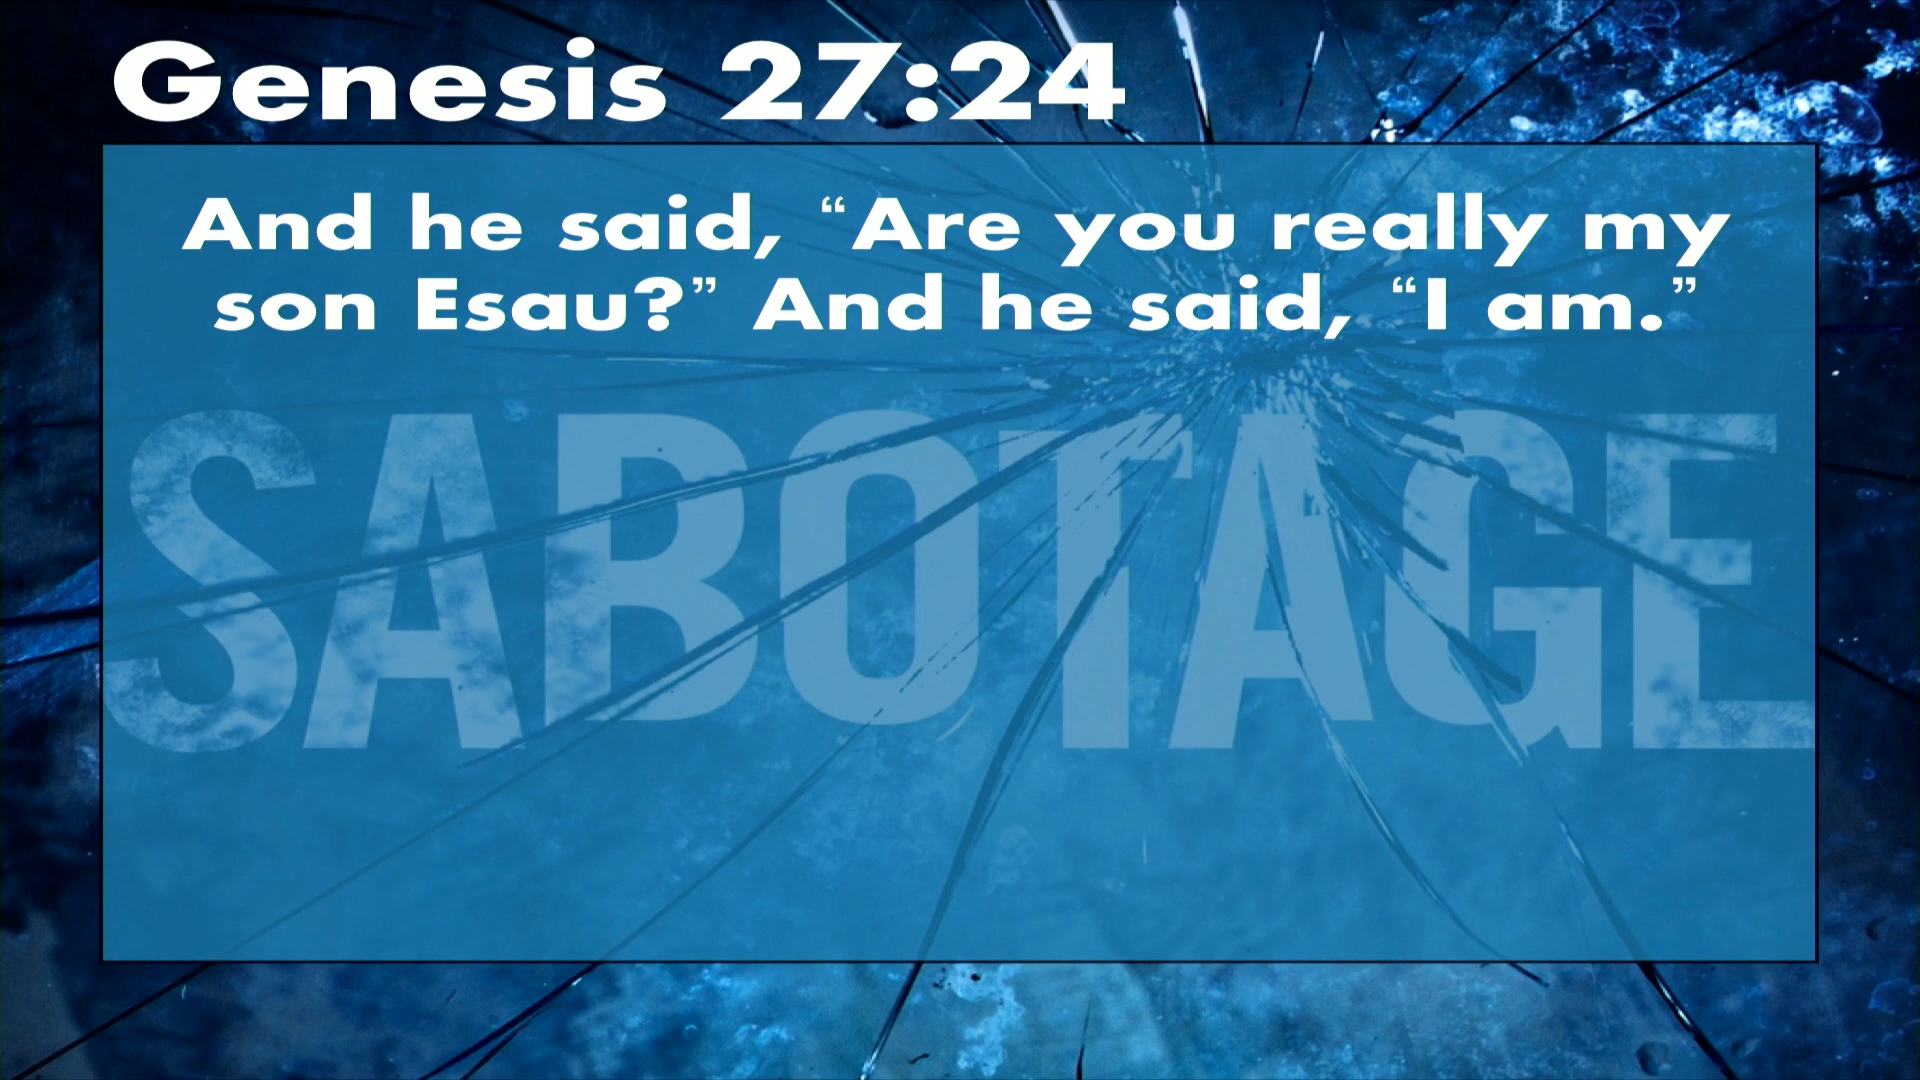 Genesis 27:24
And he said, “Are you really my
son Esau?” And he said, “I am.”
SABOTAGE